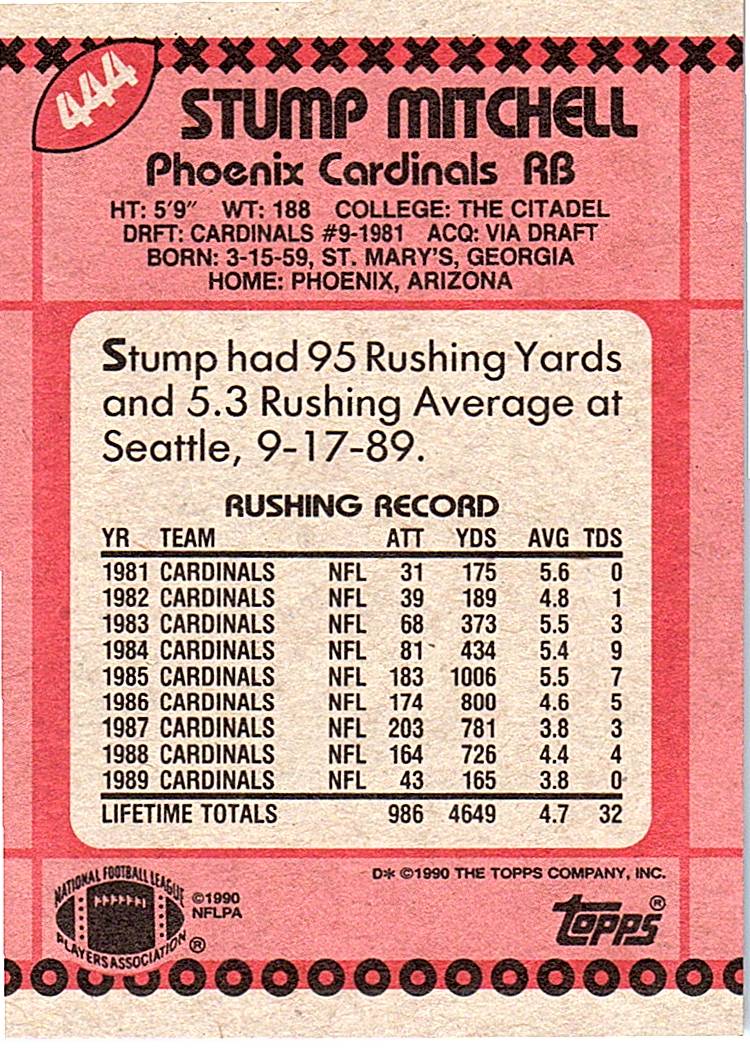 444
STUMP MITCHELL
Phoenix Cardinals RB
HT: 5'9" WT: 188 COLLEGE: THE CITADEL
DRFT: CARDINALS #9-1981 ACQ: VIA DRAFT
BORN: 3-15-59, ST. MARY'S, GEORGIA
HOME: PHOENIX, ARIZONA
Stump had 95 Rushing Yards
and 5.3 Rushing Average at
Seattle, 9-17-89.
RUSHING RECORD
YR TEAM ATT YDS AVG TDS
1981 CARDINALS NFL 31 175 5.6 0
1982 CARDINALS NFL 39 189 4.8 1
1983 CARDINALS NFL 68 373 5.5 3
1984 CARDINALS NFL 81 434 5.4 9
1985 CARDINALS NFL 183 1006 5.5 7
1986 CARDINALS NFL 174 800 4.6 5
1987 CARDINALS NFL 203 781 3.8 3
1988 CARDINALS NFL 164 726 4.4 4
1989 CARDINALS NFL 43 165 3.8 0
LIFETIME TOTALS 986 4649 4.7 32
D* ©1990 THE TOPPS COMPANY, INC.
NATIONAL FOOTBALL LEAGUE
PLAYERS ASSOCIATION ®
©1990
NFLPA
topps ®